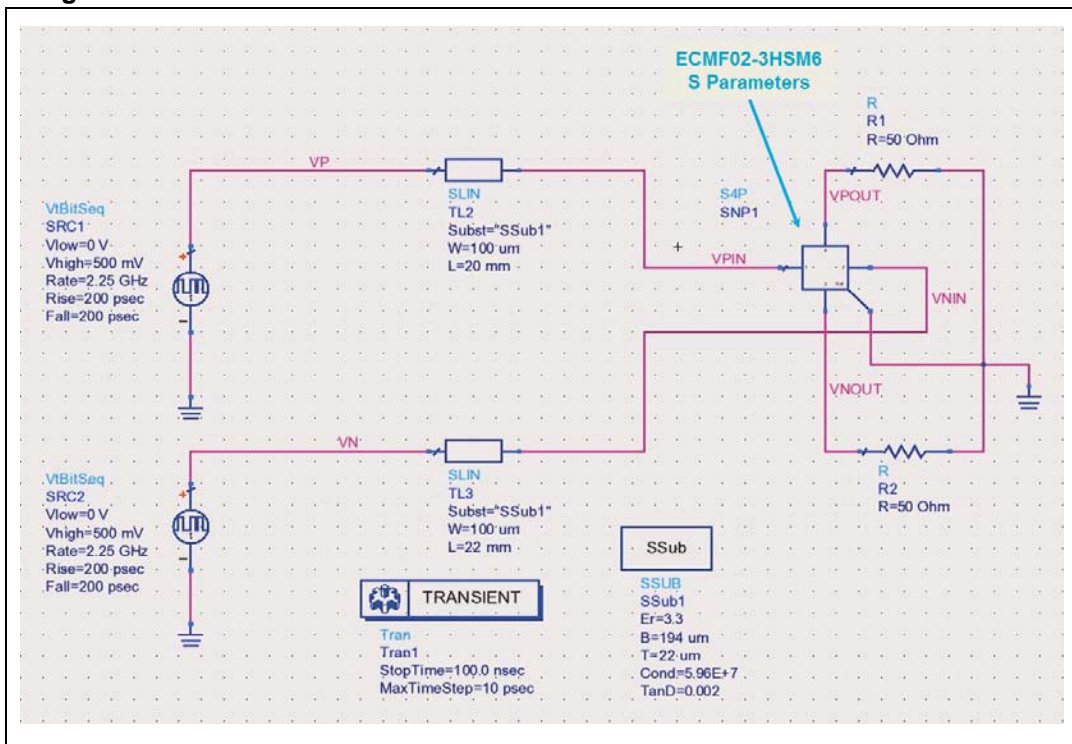 ECMF02-3HSM6
S Parameters
R
R1
R=50 Ohm
VP
SLIN
TL2
Subst="SSub1"
W=100 um
L=20 mm
S4P
SNP1
VPOUT
VtBitSeq
SRC1
Vlow=0 V
Vhigh=500 mV
Rate=2.25 GHz
Rise=200 psec
Fall=200 psec
VPIN
VNIN
VNOUT
VN
SLIN
TL3
Subst="SSub1"
W=100 um
L=22 mm
R
R2
R=50 Ohm
VtBitSeq
SRC2
Vlow=0 V
Vhigh=500 mV
Rate=2.25 GHz
Rise=200 psec
Fall=200 psec
SSub
SSUB
SSub1
Er=3.3
B=194 um
T=22 um
Cond=5.96E+7
TanD=0.002
TRANSIENT
Tran
Tran1
StopTime=100.0 nsec
MaxTimeStep=10 psec